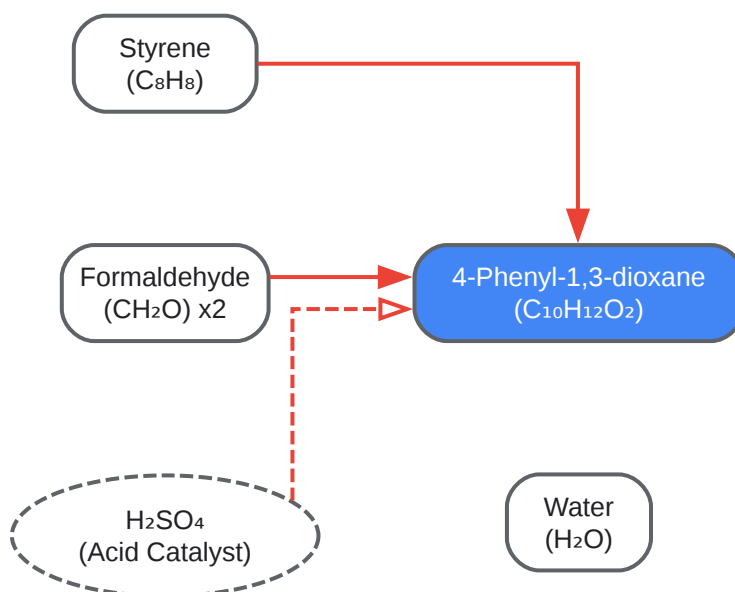 Styrene
(C₈H₈)
Formaldehyde
(CH₂O) x2
4-Phenyl-1,3-dioxane
(C₁₀H₁₂O₂)
H₂SO₄
(Acid Catalyst)
Water
(H₂O)